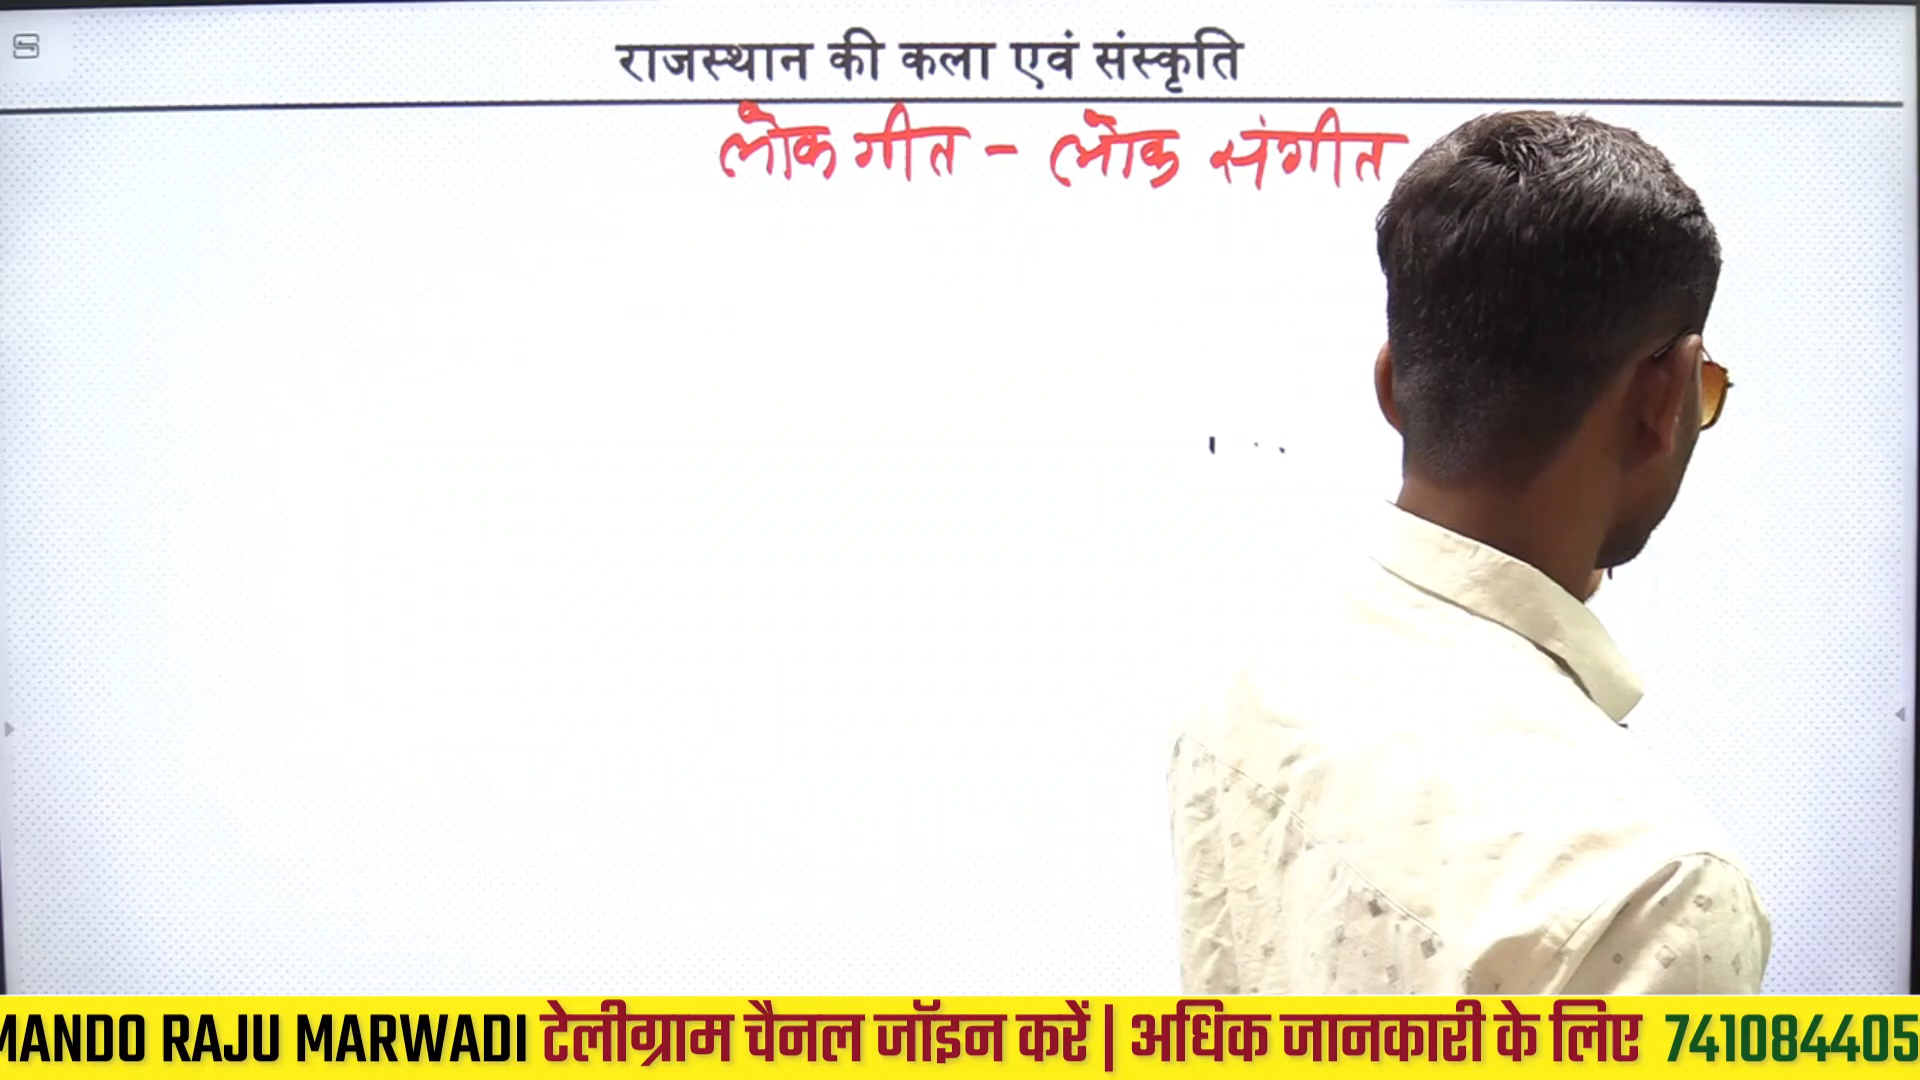 राजस्थान की कला एवं संस्कृति
लोक गीत - लोक संगीत
MANDO RAJU MARWADI टेलीग्राम चैनल जॉइन करें | अधिक जानकारी के लिए 741084405